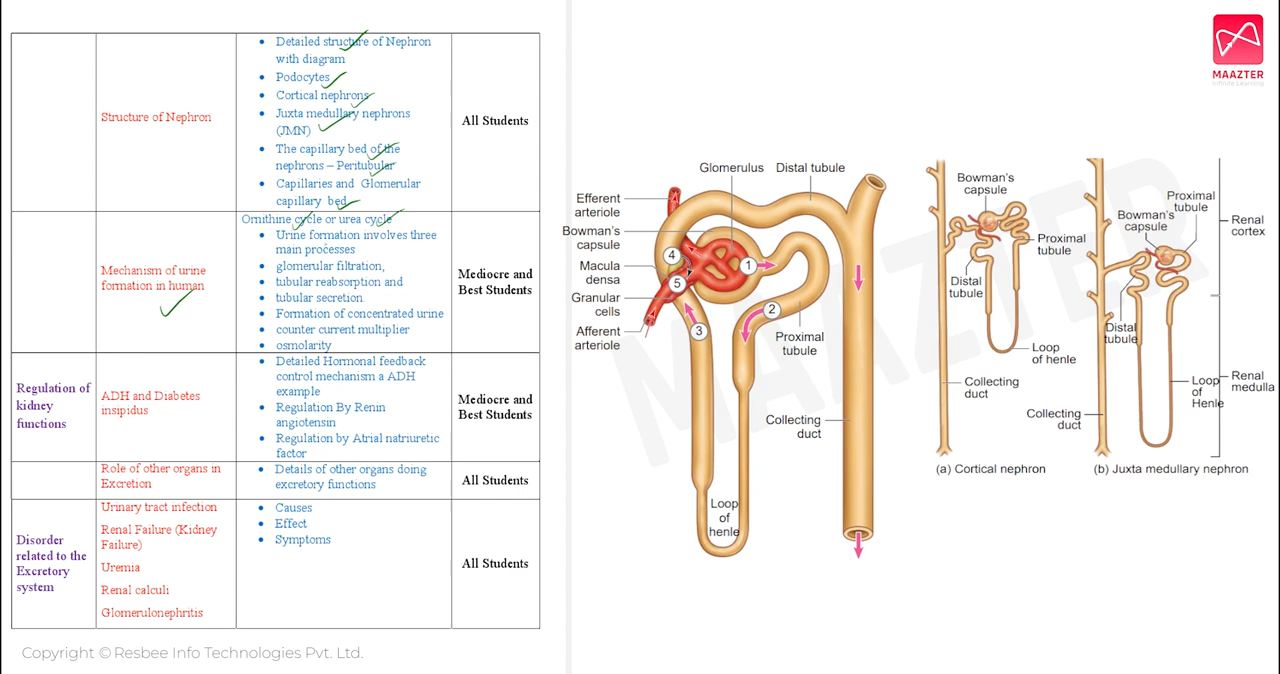 Structure of Nephron
Detailed structure of Nephron
with diagram
Podocytes
Cortical nephrons
Juxta medullary nephrons
(JMN)
The capillary bed of the
nephrons – Peritubular
Capillaries and Glomerular
capillary bed
All Students
Mechanism of urine
formation in human
Ornithine cycle or urea cycle
Urine formation involves three
main processes
glomerular filtration,
tubular reabsorption and
tubular secretion.
Formation of concentrated urine
counter current multiplier
osmolarity
Mediocre and
Best Students
Regulation of
kidney
functions
ADH and Diabetes
insipidus
Detailed Hormonal feedback
control mechanism a ADH
example
Regulation By Renin
angiotensin
Regulation by Atrial natriuretic
factor
Mediocre and
Best Students
Role of other organs in
Excretion
Details of other organs doing
excretory functions
All Students
Disorder
related to the
Excretory
system
Urinary tract infection
Renal Failure (Kidney
Failure)
Uremia
Renal calculi
Glomerulonephritis
Causes
Effect
Symptoms
All Students
Copyright © Resbee Info Technologies Pvt. Ltd.
MAAZTER
Infinite Learning
MAAZTER
Glomerulus
Distal tubule
Efferent
arteriole
Bowman's
capsule
Macula
densa
Granular
cells
Afferent
arteriole
4
1
5
2
3
Proximal
tubule
Collecting
duct
Loop
of
henle
Bowman's
capsule
Proximal
tubule
Distal
tubule
Loop
of henle
Collecting
duct
(a) Cortical nephron
Proximal
tubule
Bowman's
capsule
Renal
cortex
Distal
tubule
Loop
of
Henle
Renal
medulla
Collecting
duct
(b) Juxta medullary nephron